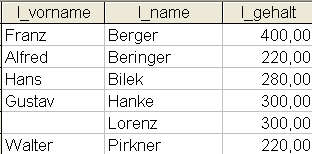 l_vorname l_name l_gehalt
Franz Berger 400,00
Alfred Beringer 220,00
Hans Bilek 280,00
Gustav Hanke 300,00
Lorenz 300,00
Walter Pirkner 220,00